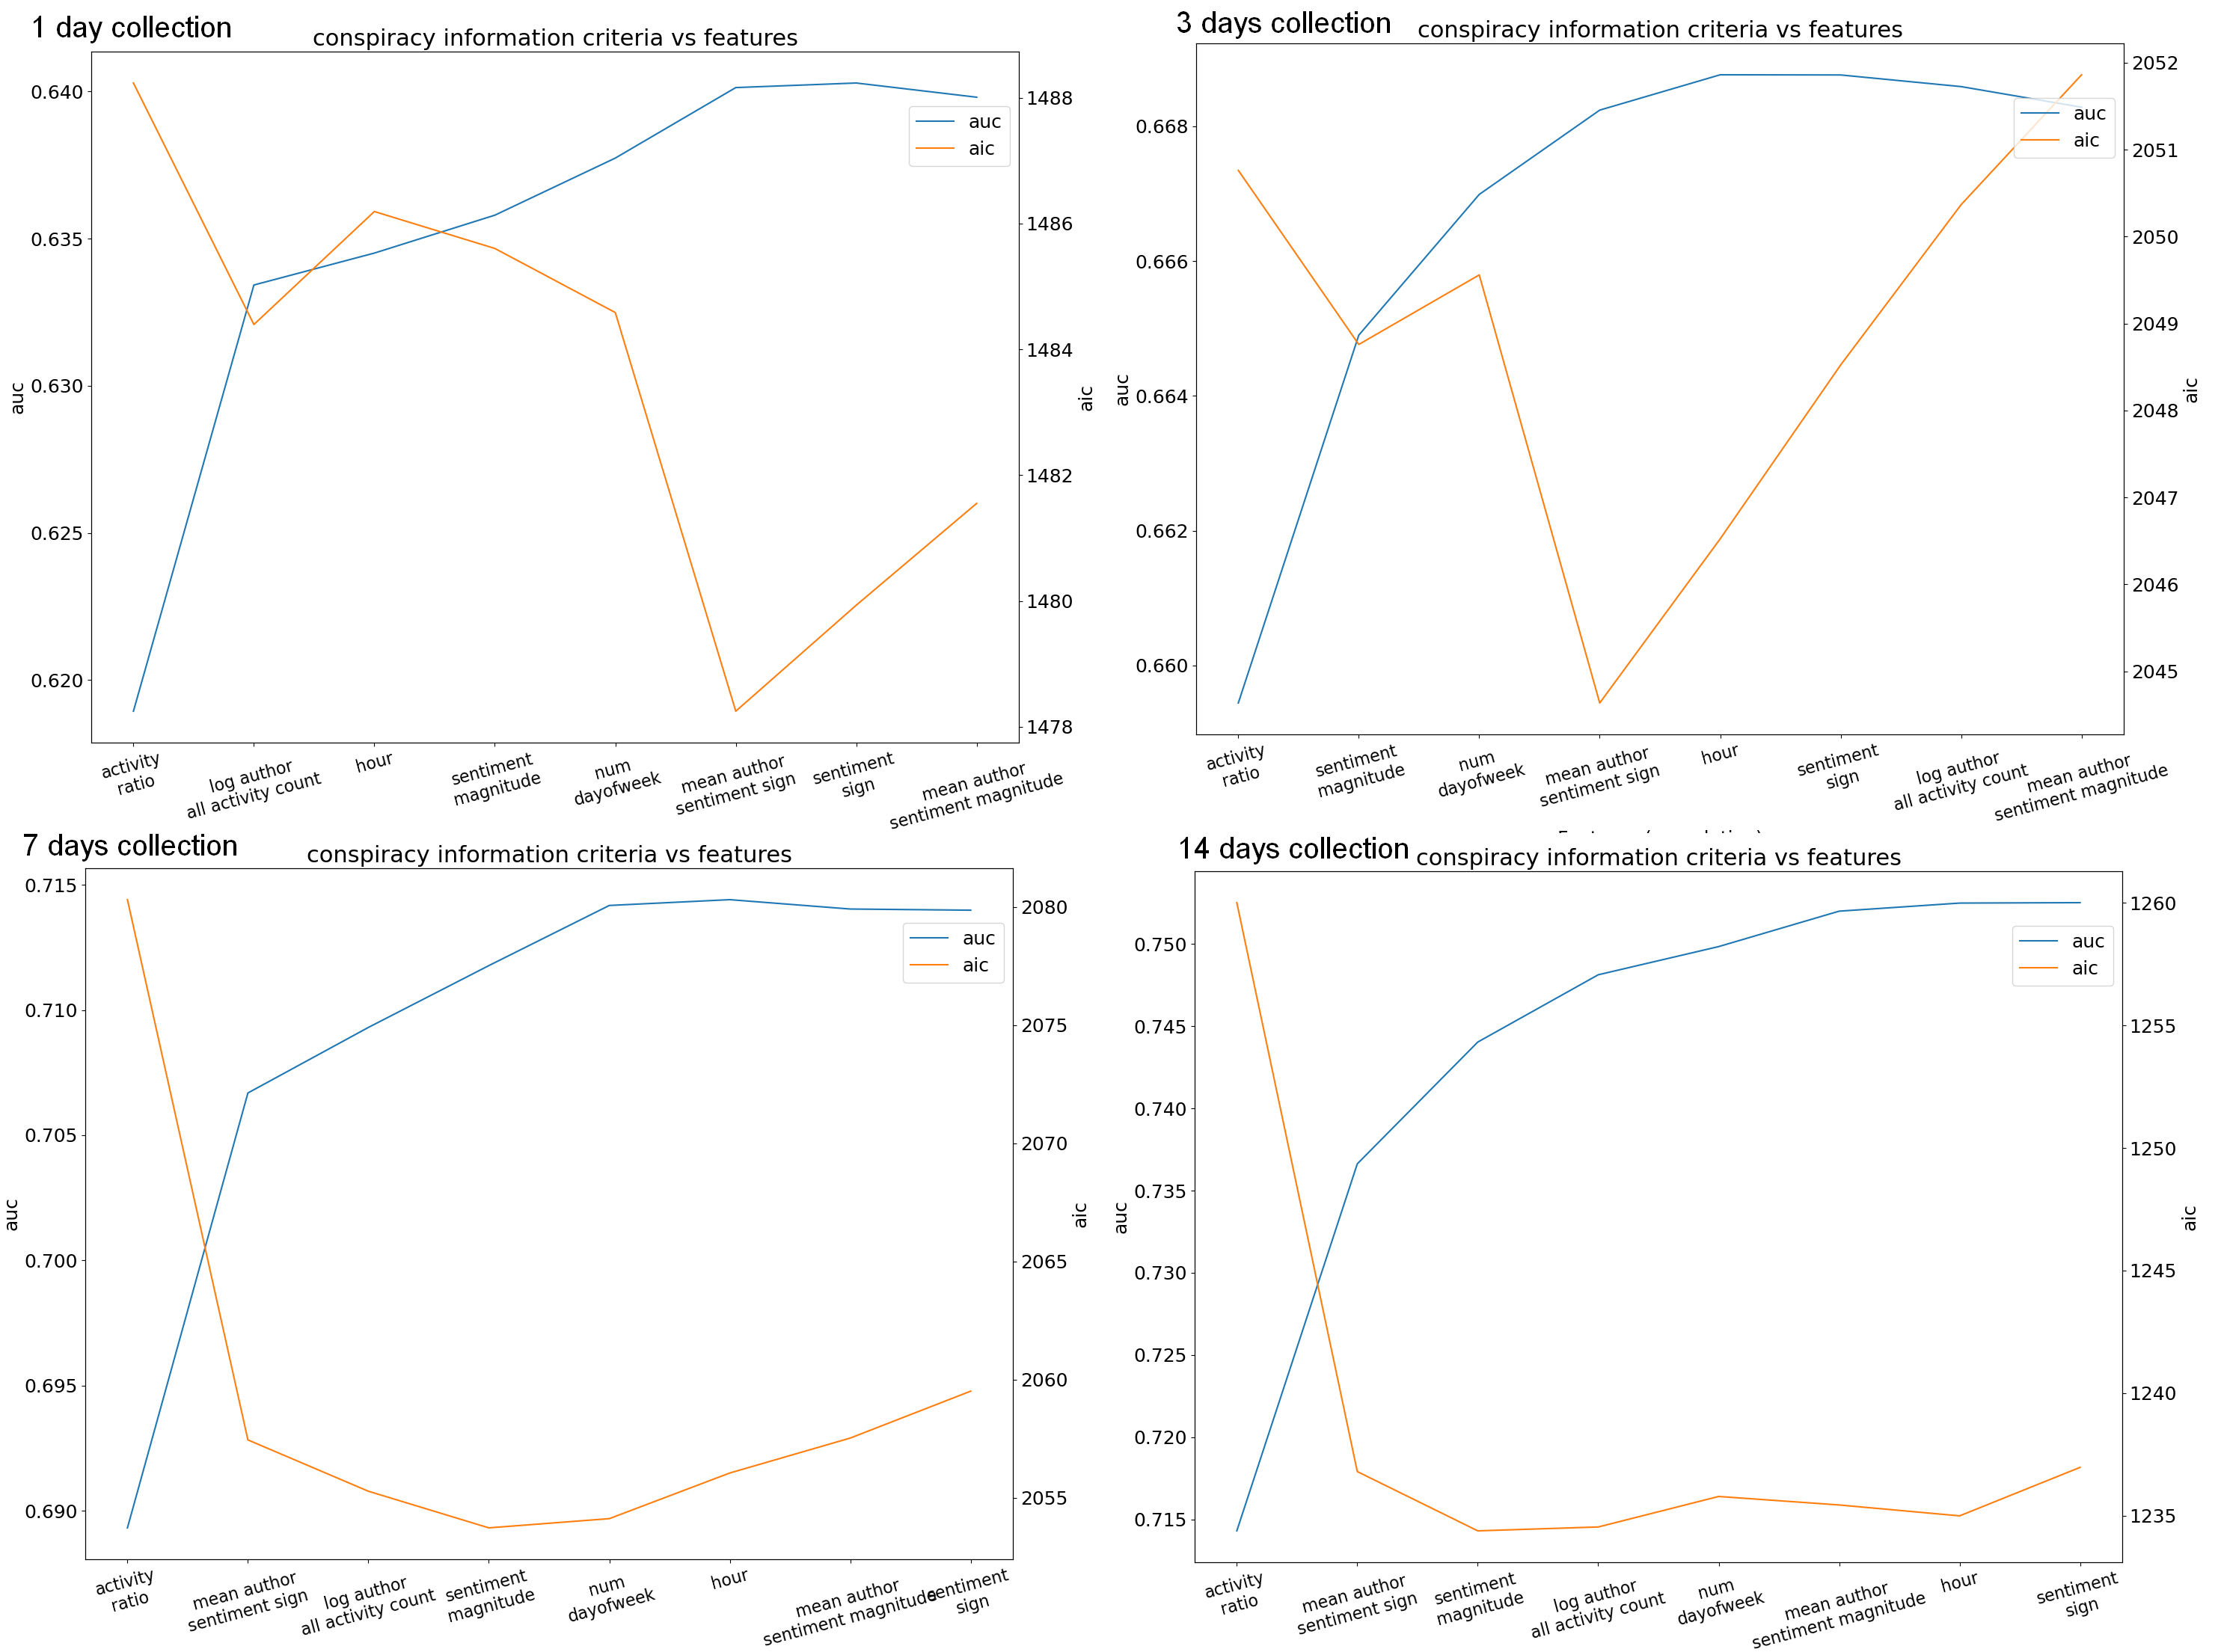 1 day collection
conspiracy information criteria vs features
0.640
0.635
0.630
0.625
0.620
auc
1488
1486
1484
1482
1480
1478
aic
auc
aic
activity
ratio
log author
all activity count
hour
sentiment
magnitude
num
dayofweek
mean author
sentiment sign
sentiment
sign
mean author
sentiment magnitude
3 days collection
conspiracy information criteria vs features
0.668
0.666
0.664
0.662
0.660
auc
2052
2051
2050
2049
2048
2047
2046
2045
aic
auc
aic
activity
ratio
sentiment
magnitude
num
dayofweek
mean author
sentiment sign
hour
sentiment
sign
log author
all activity count
mean author
sentiment magnitude
7 days collection
conspiracy information criteria vs features
0.715
0.710
0.705
0.700
0.695
0.690
auc
2080
2075
2070
2065
2060
2055
aic
auc
aic
activity
ratio
mean author
sentiment sign
log author
all activity count
sentiment
magnitude
num
dayofweek
hour
mean author
sentiment magnitude
sentiment
sign
14 days collection
conspiracy information criteria vs features
0.750
0.745
0.740
0.735
0.730
0.725
0.720
0.715
auc
1260
1255
1250
1245
1240
1235
aic
auc
aic
activity
ratio
mean author
sentiment sign
sentiment
magnitude
log author
all activity count
num
dayofweek
mean author
sentiment magnitude
hour
sentiment
sign